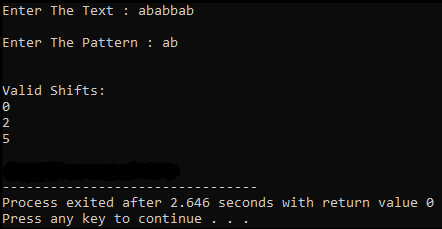 Enter The Text : ababbab
Enter The Pattern : ab
Valid Shifts:
0
2
5
--------------------------------
Process exited after 2.646 seconds with return value 0
Press any key to continue . . .